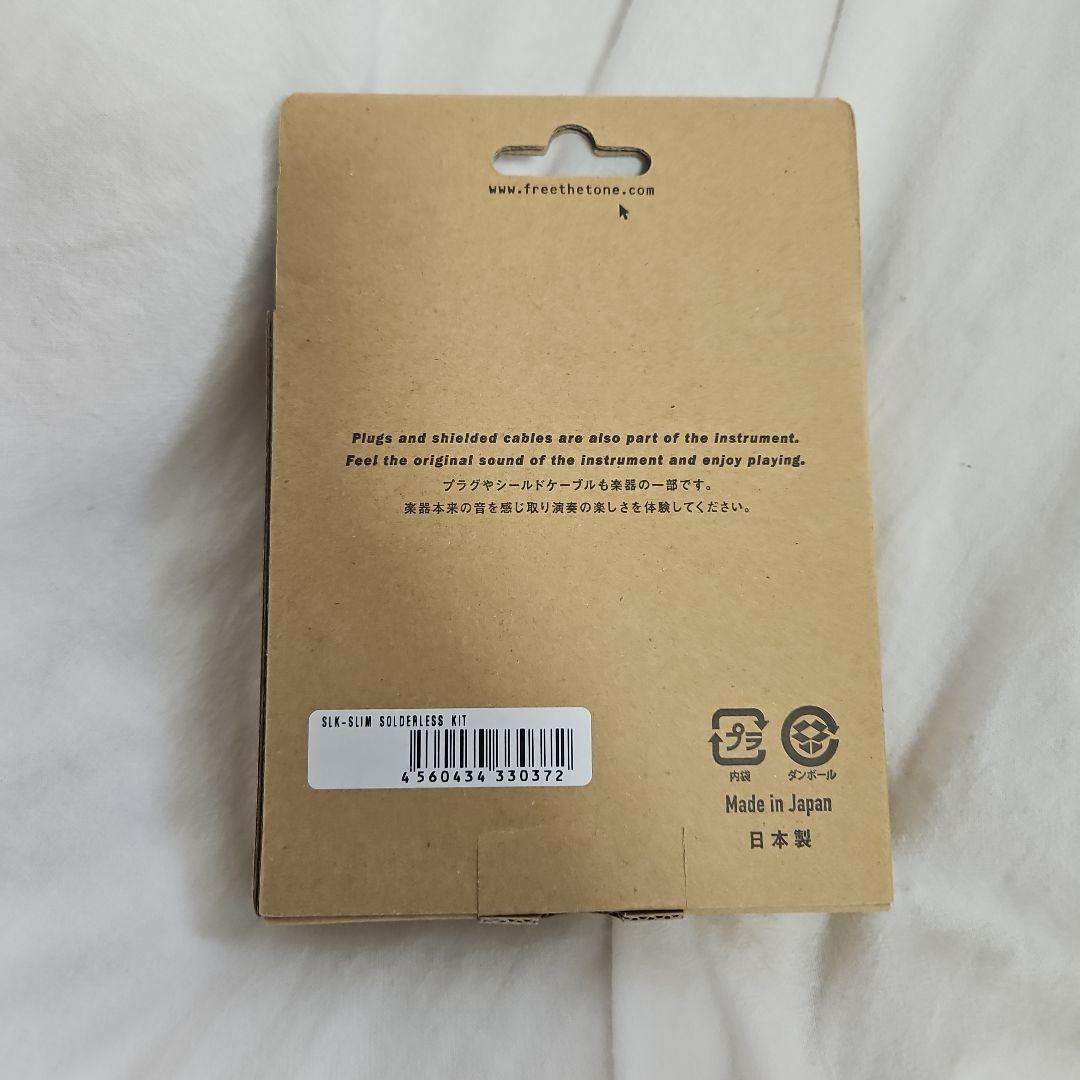 www.freethetone.com
Plugs and shielded cables are also part of the instrument.
Feel the original sound of the instrument and enjoy playing.
プラグやシールドケーブルも楽器の一部です。
楽器本来の音を感じ取り演奏の楽しさを体験してください。
SLK-SLIM SOLDERLESS KIT
4 560434 330372
プラ
内袋 ダンボール
Made in Japan
日本製